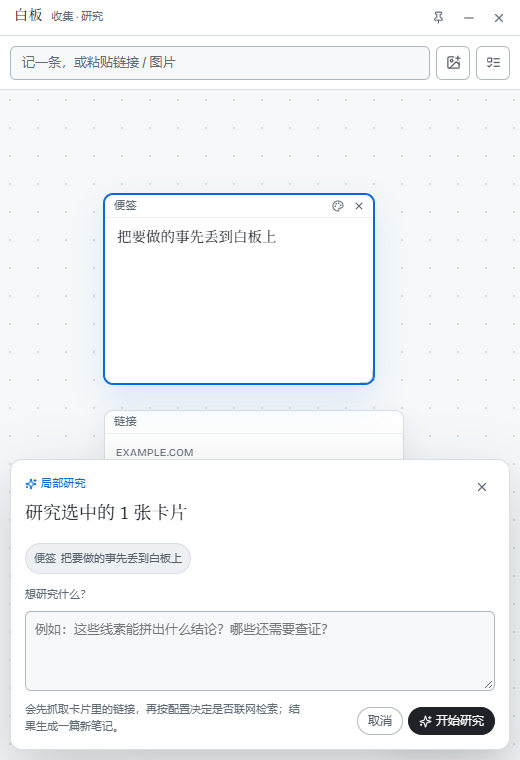 白板 收集·研究
记一条，或粘贴链接 / 图片
便签
把要做的事先丢到白板上
链接
EXAMPLE.COM
局部研究
研究选中的 1 张卡片
便签 把要做的事先丢到白板上
想研究什么？
例如：这些线索能拼出什么结论？哪些还需要查证？
会先抓取卡片里的链接，再按配置决定是否联网检索；结
果生成一篇新笔记。
取消
开始研究